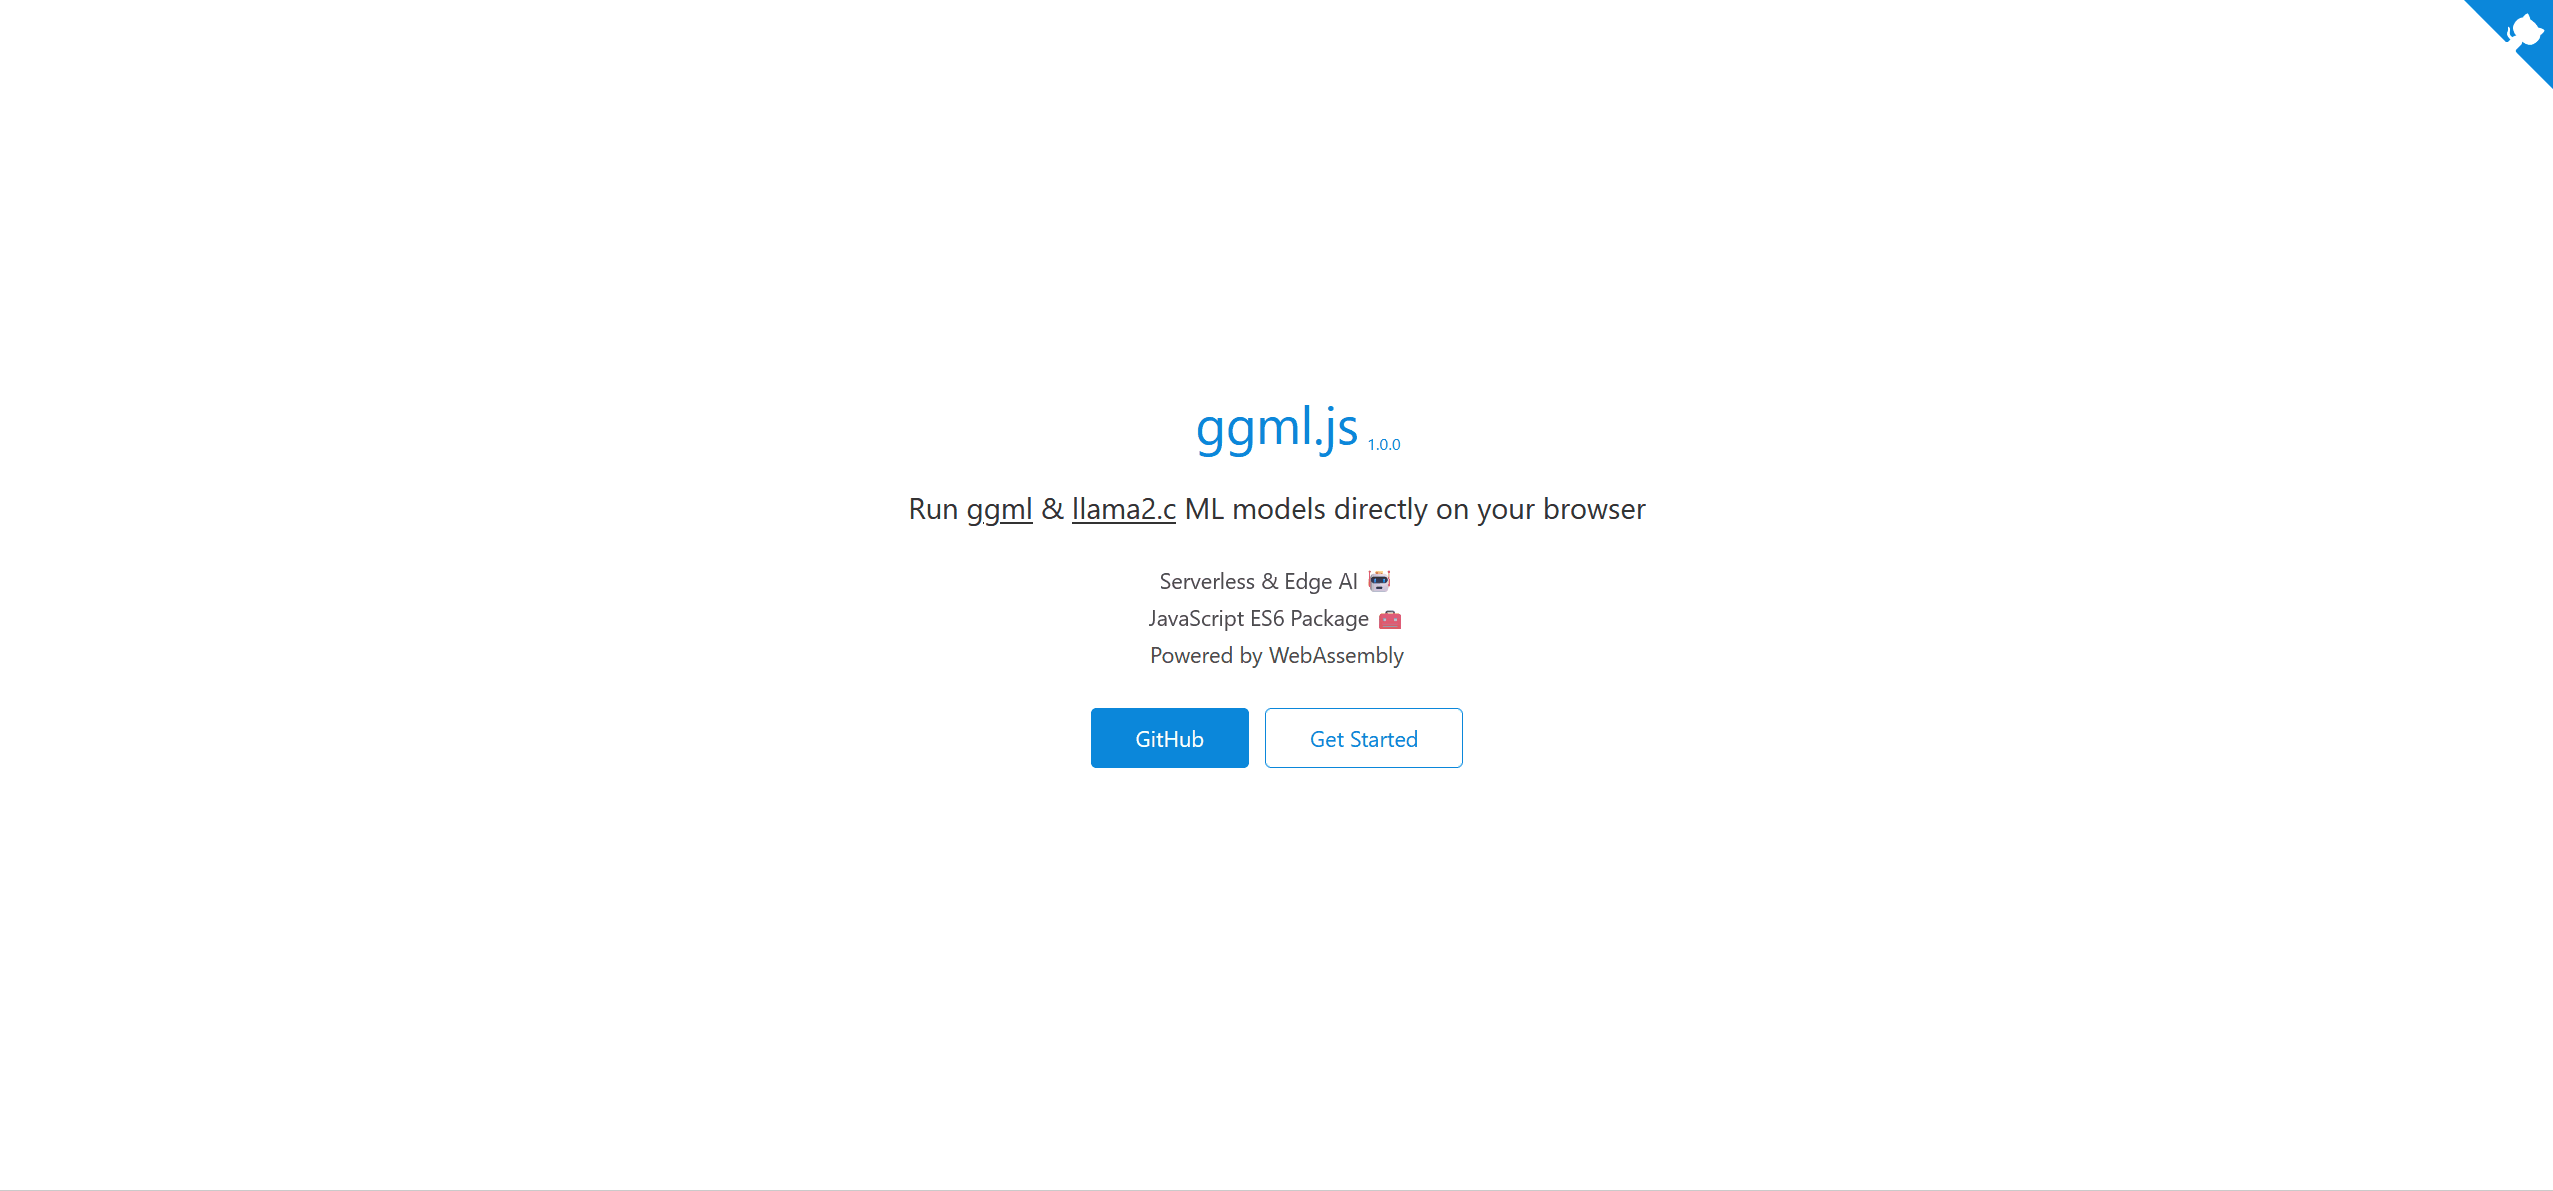 ggml.js 1.0.0
Run ggml & llama2.c ML models directly on your browser
Serverless & Edge AI 🤖
JavaScript ES6 Package 🧰
Powered by WebAssembly
GitHub
Get Started